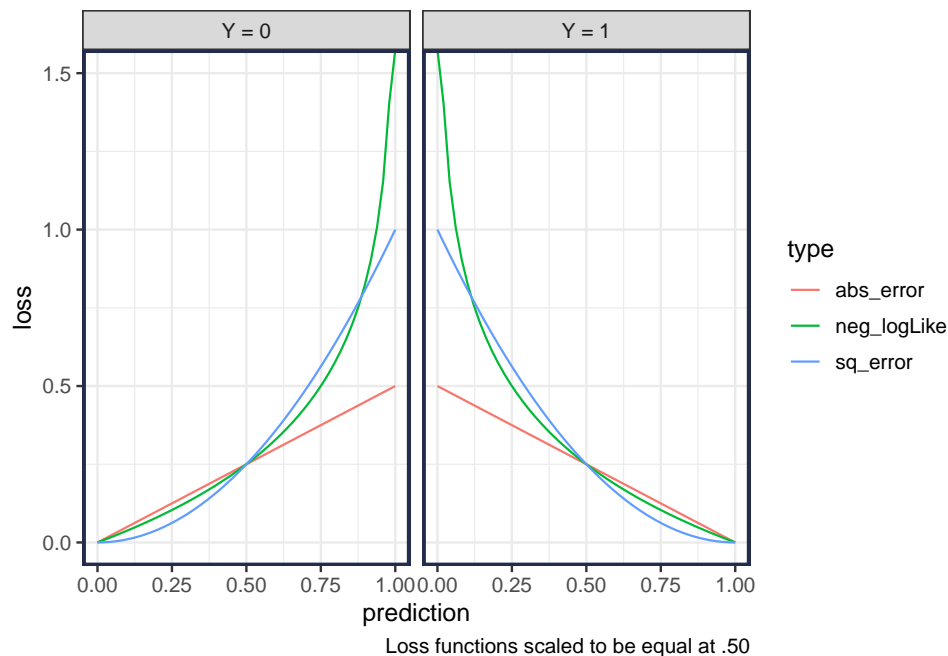 Y = 0
Y = 1
1.5
1.0
0.5
0.0
loss
0.00 0.25 0.50 0.75 1.00
0.00 0.25 0.50 0.75 1.00
prediction
type
abs_error
neg_logLike
sq_error
Loss functions scaled to be equal at .50